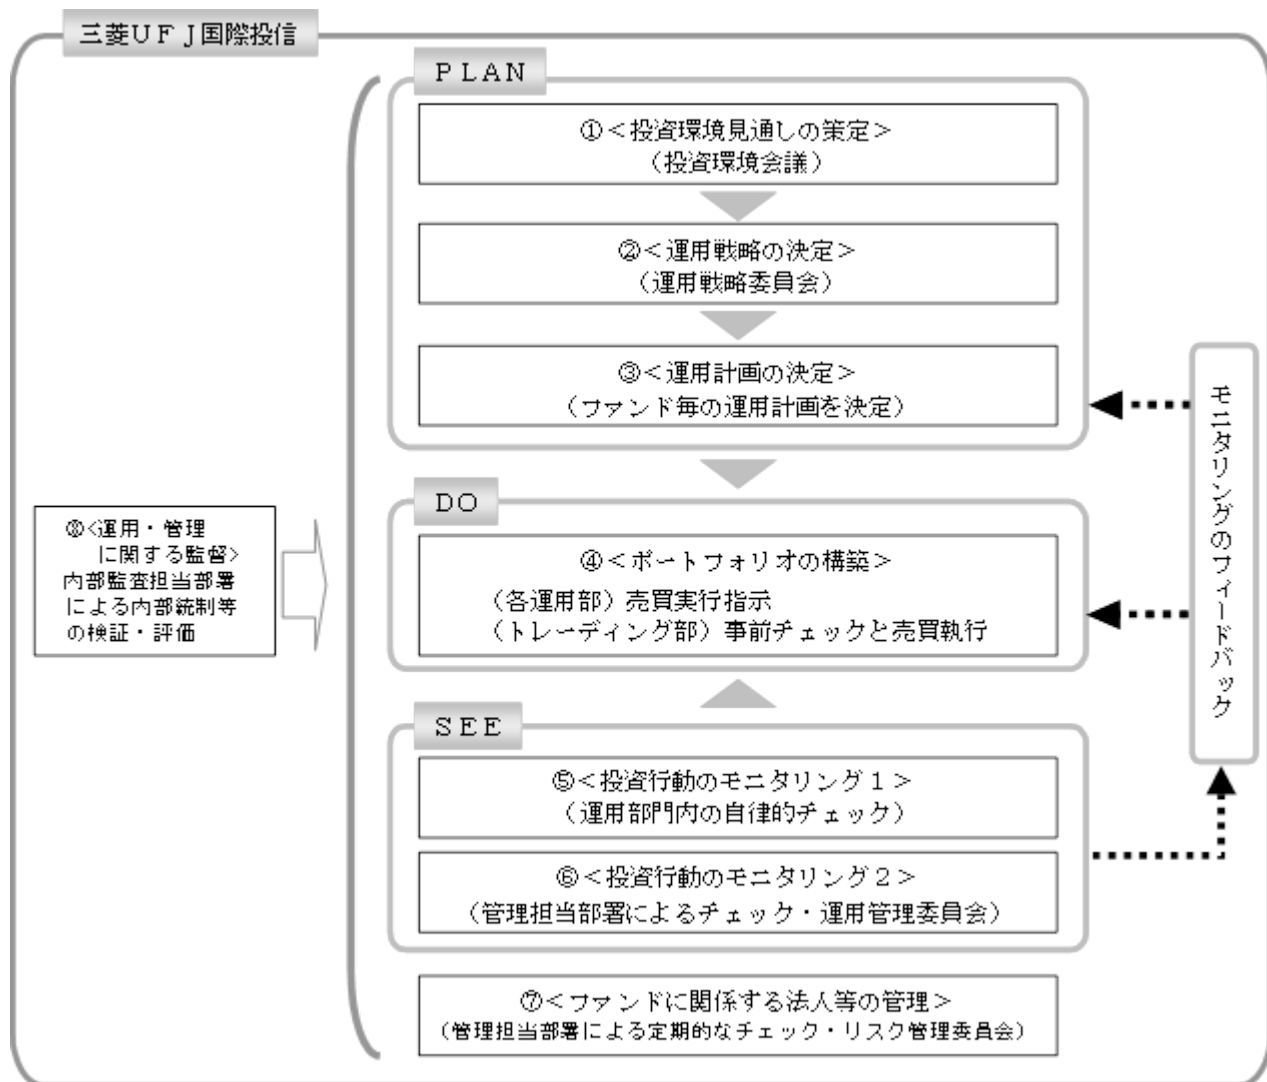 三菱ＵＦＪ国際投信
ＰＬＡＮ
①＜投資環境見通しの策定＞
（投資環境会議）
②＜運用戦略の決定＞
（運用戦略委員会）
③＜運用計画の決定＞
（ファンド毎の運用計画を決定）
ＤＯ
④＜ポートフォリオの構築＞
（各運用部）売買実行指示
（トレーディング部）事前チェックと売買執行
ＳＥＥ
⑤＜投資行動のモニタリング１＞
（運用部門内の自律的チェック）
⑥＜投資行動のモニタリング２＞
（管理担当部署によるチェック・運用管理委員会）
⑦＜ファンドに関係する法人等の管理＞
（管理担当部署による定期的なチェック・リスク管理委員会）
⑧<運用・管理
に関する監督>
内部監査担当部署
による内部統制等
の検証・評価
モニタリングのフィードバック